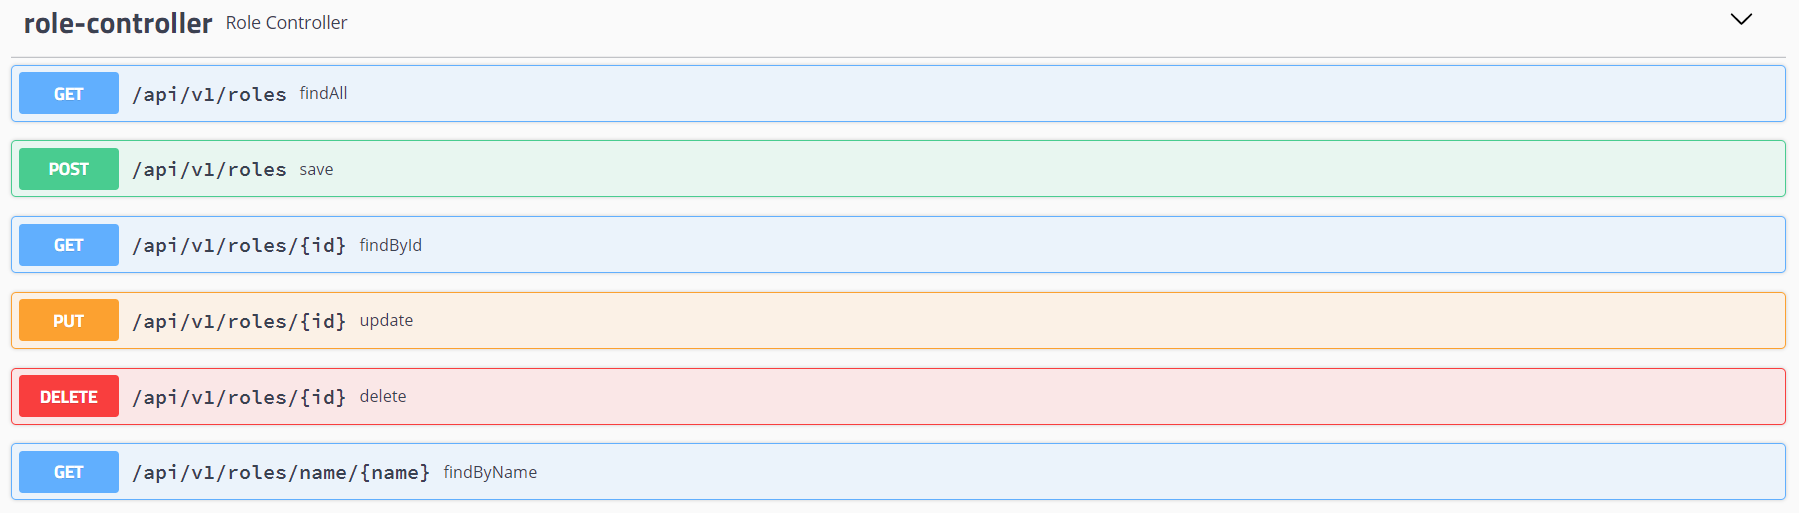 role-controller Role Controller
GET /api/v1/roles findAll
POST /api/v1/roles save
GET /api/v1/roles/{id} findById
PUT /api/v1/roles/{id} update
DELETE /api/v1/roles/{id} delete
GET /api/v1/roles/name/{name} findByName